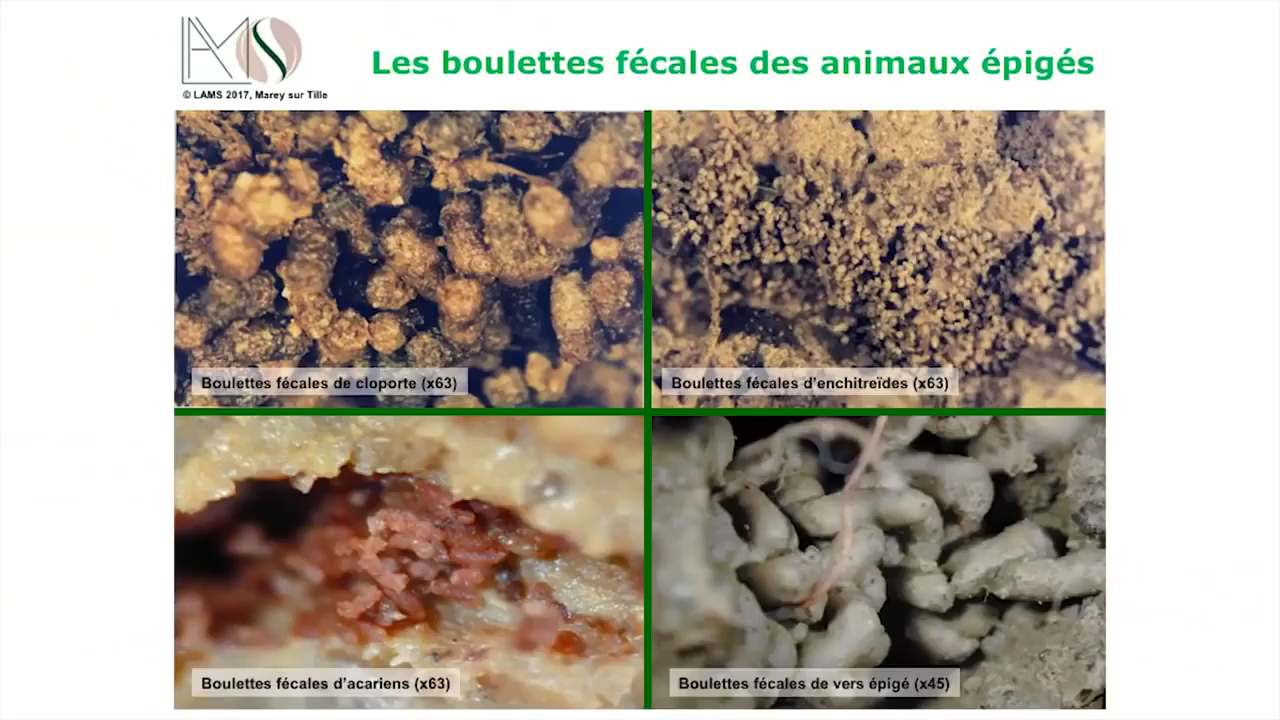 LAMS
Les boulettes fécales des animaux épigés
© LAMS 2017, Marey sur Tille
Boulettes fécales de cloporte (x63)
Boulettes fécales d'enchitreïdes (x63)
Boulettes fécales d'acariens (x63)
Boulettes fécales de vers épigé (x45)